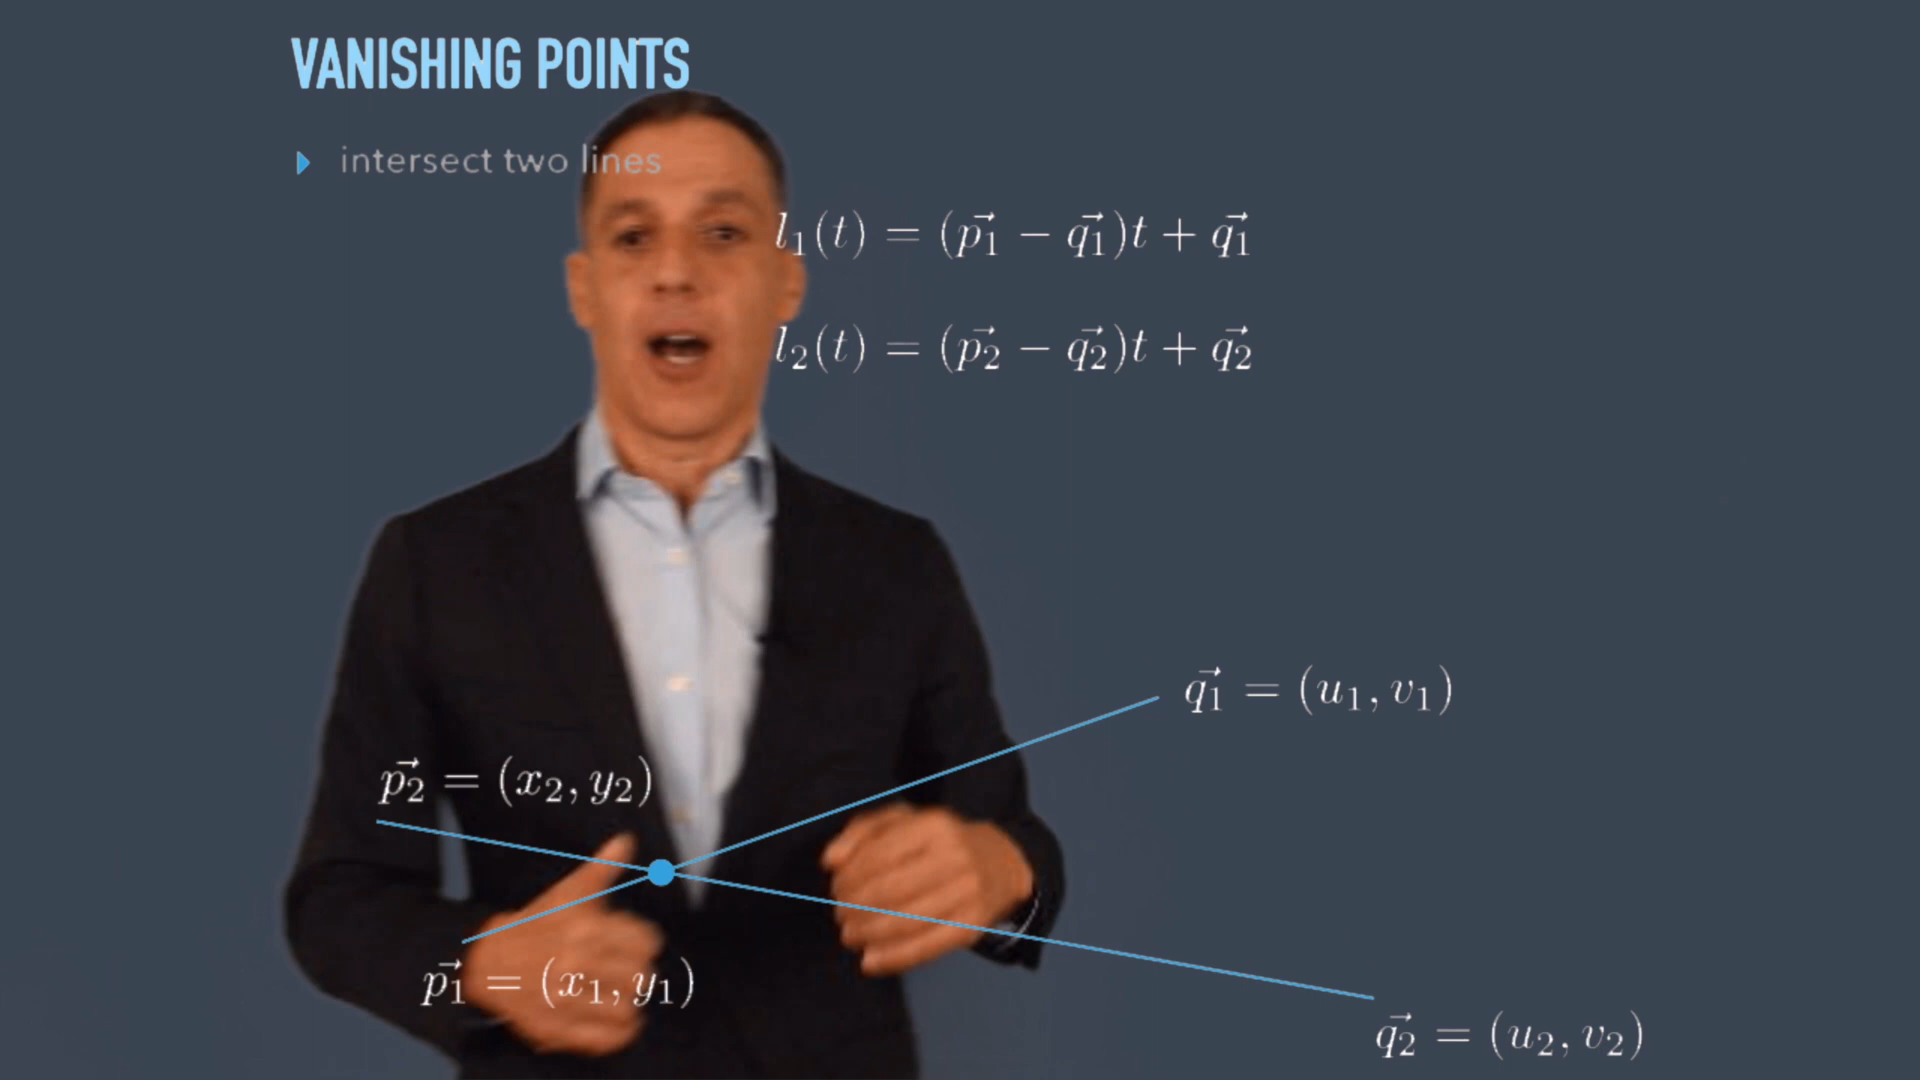 VANISHING POINTS
intersect two lines
l₁(t) = (p⃗₁ − q⃗₁)t + q⃗₁
l₂(t) = (p⃗₂ − q⃗₂)t + q⃗₂
q⃗₁ = (u₁, v₁)
p⃗₂ = (x₂, y₂)
p⃗₁ = (x₁, y₁)
q⃗₂ = (u₂, v₂)